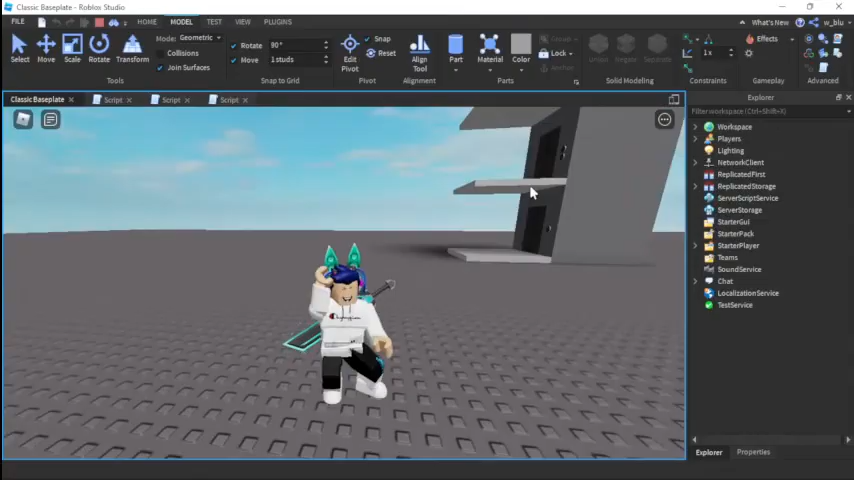 Classic Baseplate - Roblox Studio
FILE HOME MODEL TEST VIEW PLUGINS What's New w_blu
Select Move Scale Rotate Transform
Mode: Geometric
Collisions
Join Surfaces
Tools
Rotate 90°
Move 1 studs
Snap to Grid
Edit Pivot
Snap
Reset
Pivot
Align Tool
Alignment
Part Material Color
Lock
Anchor
Parts
Union Negate Separate
Solid Modeling
1x
Constraints
Effects
Gameplay
Advanced
Classic Baseplate Script Script Script
Explorer
Filter workspace (Ctrl+Shift+X)
Workspace
Players
Lighting
NetworkClient
ReplicatedFirst
ReplicatedStorage
ServerScriptService
ServerStorage
StarterGui
StarterPack
StarterPlayer
Teams
SoundService
Chat
LocalizationService
TestService
Explorer Properties